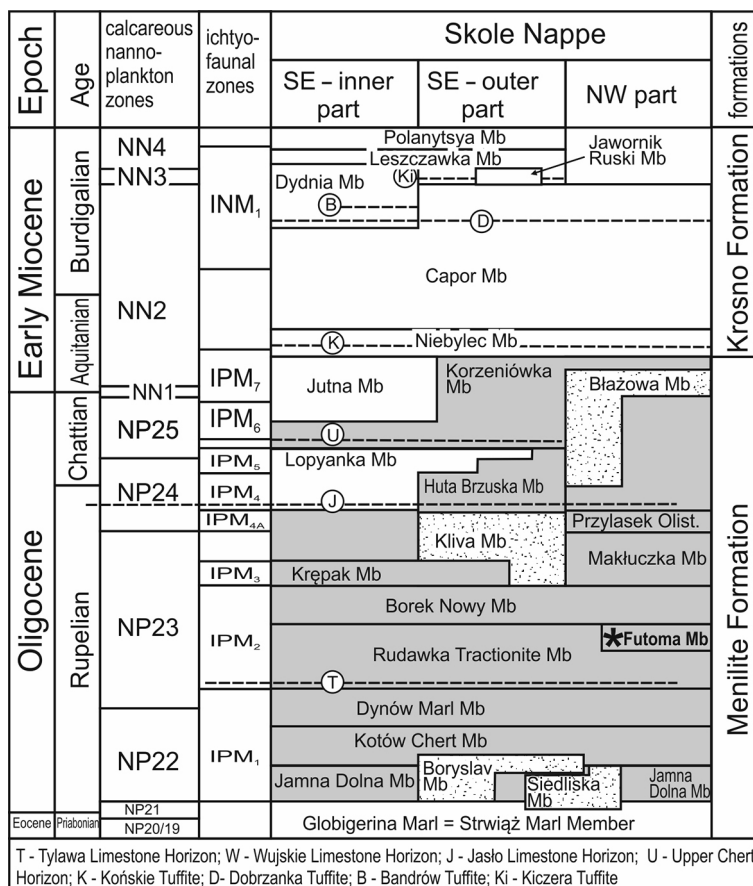 Epoch
Age
calcareous
nanno-
plankton
zones
ichtyo-
faunal
zones
Skole Nappe
SE – inner
part
SE – outer
part
NW part
formations
Early Miocene
Oligocene
Eocene
Burdigalian
Aquitanian
Chattian
Rupelian
Priabonian
NN4
NN3
NN2
NN1
NP25
NP24
NP23
NP22
NP21
NP20/19
INM1
IPM7
IPM6
IPM5
IPM4
IPM4A
IPM3
IPM2
IPM1
Polanytsya Mb
Leszczawka Mb
Jawornik
Ruski Mb
Dydnia Mb
(Ki)
B
D
Capor Mb
K
Niebylec Mb
Jutna Mb
Korzeniówka
Mb
Błażowa Mb
U
Lopyanka Mb
Huta Brzuska Mb
J
Kliva Mb
Przylasek Olist.
Makłuczka Mb
Krępak Mb
Borek Nowy Mb
*Futoma Mb
Rudawka Tractionite Mb
T
Dynów Marl Mb
Kotów Chert Mb
Jamna Dolna Mb
Boryslav
Mb
Siedliska
Mb
Jamna
Dolna Mb
Globigerina Marl = Strwiąż Marl Member
Krosno Formation
Menilite Formation
T - Tylawa Limestone Horizon; W - Wujskie Limestone Horizon; J - Jasło Limestone Horizon; U - Upper Chert
Horizon; K - Końskie Tuffite; D- Dobrzanka Tuffite; B - Bandrów Tuffite; Ki - Kiczera Tuffite